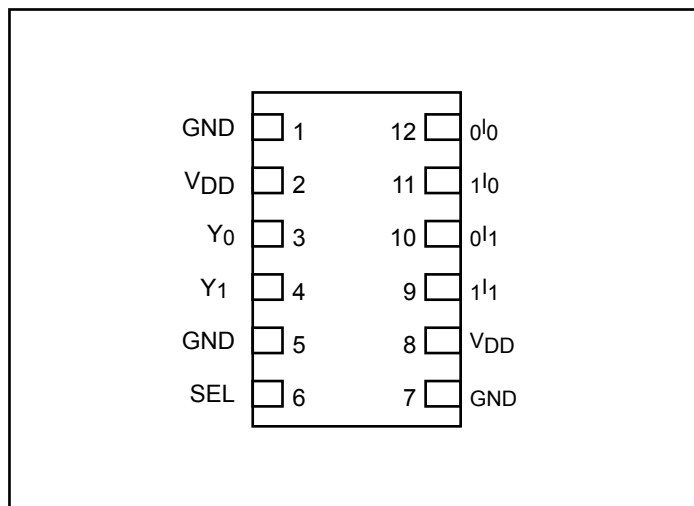 GND 1 12 0I0
VDD 2 11 1I0
Y0 3 10 0I1
Y1 4 9 1I1
GND 5 8 VDD
SEL 6 7 GND